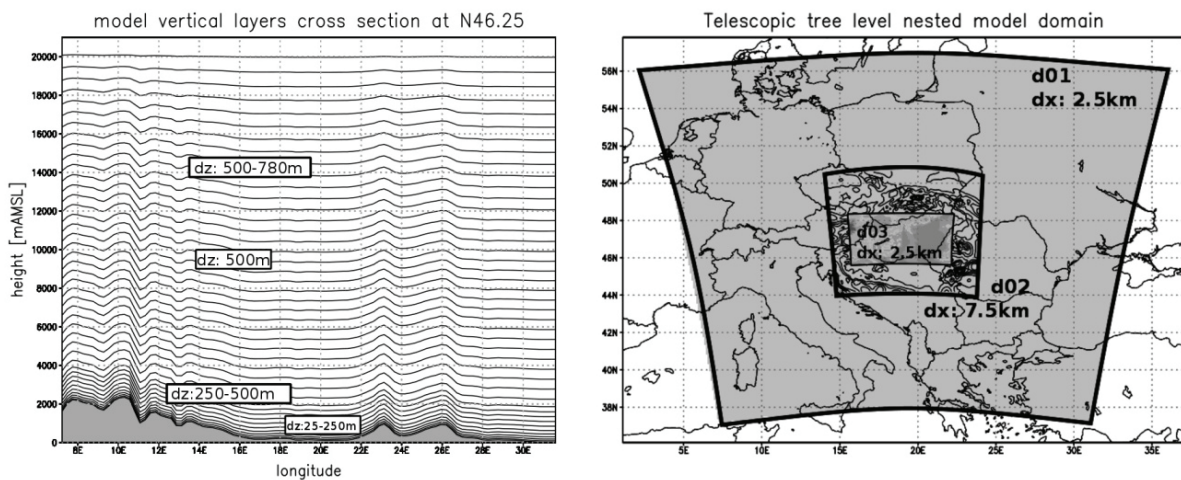 model vertical layers cross section at N46.25
20000
18000
16000
14000
12000
10000
8000
6000
4000
2000
0
height [mAMSL]
dz: 500-780m
dz: 500m
dz:250-500m
dz:25-250m
8E 10E 12E 14E 16E 18E 20E 22E 24E 26E 28E 30E
longitude
Telescopic tree level nested model domain
56N
54N
52N
50N
48N
46N
44N
42N
40N
38N
d01
dx: 2.5km
d03
dx: 2.5km
d02
dx: 7.5km
5E 10E 15E 20E 25E 30E 35E